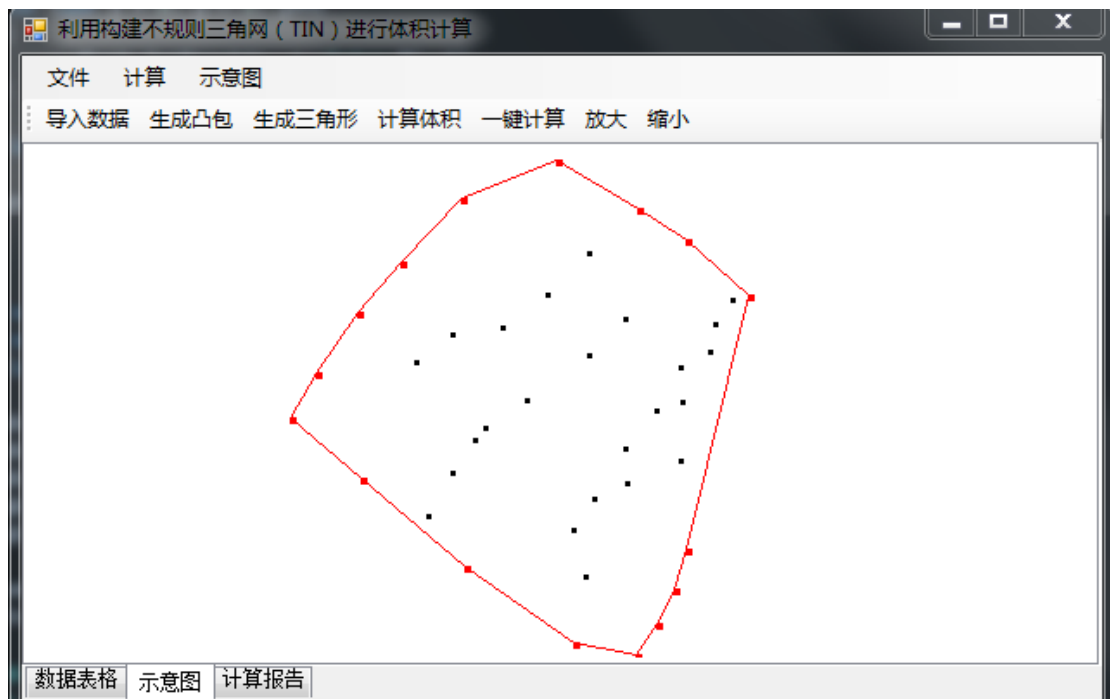 利用构建不规则三角网（TIN）进行体积计算
文件 计算 示意图
导入数据 生成凸包 生成三角形 计算体积 一键计算 放大 缩小
数据表格 示意图 计算报告